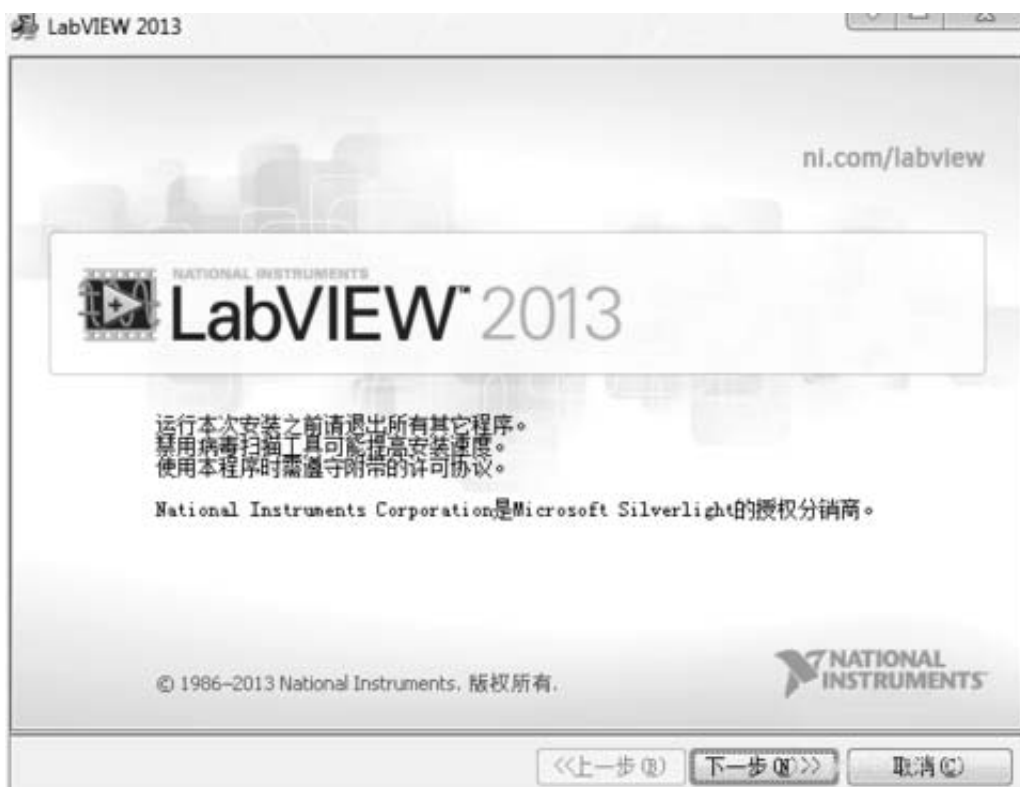 LabVIEW 2013
ni.com/labview
NATIONAL INSTRUMENTS
LabVIEW™ 2013
运行本次安装之前请退出所有其它程序。
禁用病毒扫描工具可能提高安装速度。
使用本程序时需遵守附带的许可协议。
National Instruments Corporation是Microsoft Silverlight的授权分销商。
© 1986–2013 National Instruments. 版权所有.
NATIONAL
INSTRUMENTS
<<上一步(B) 下一步(N)>> 取消(C)